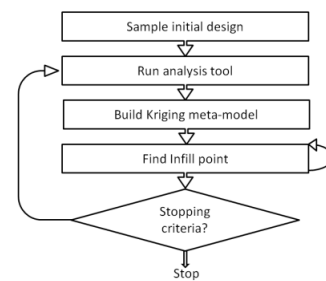 Sample initial design
Run analysis tool
Build Kriging meta-model
Find Infill point
Stopping
criteria?
Stop